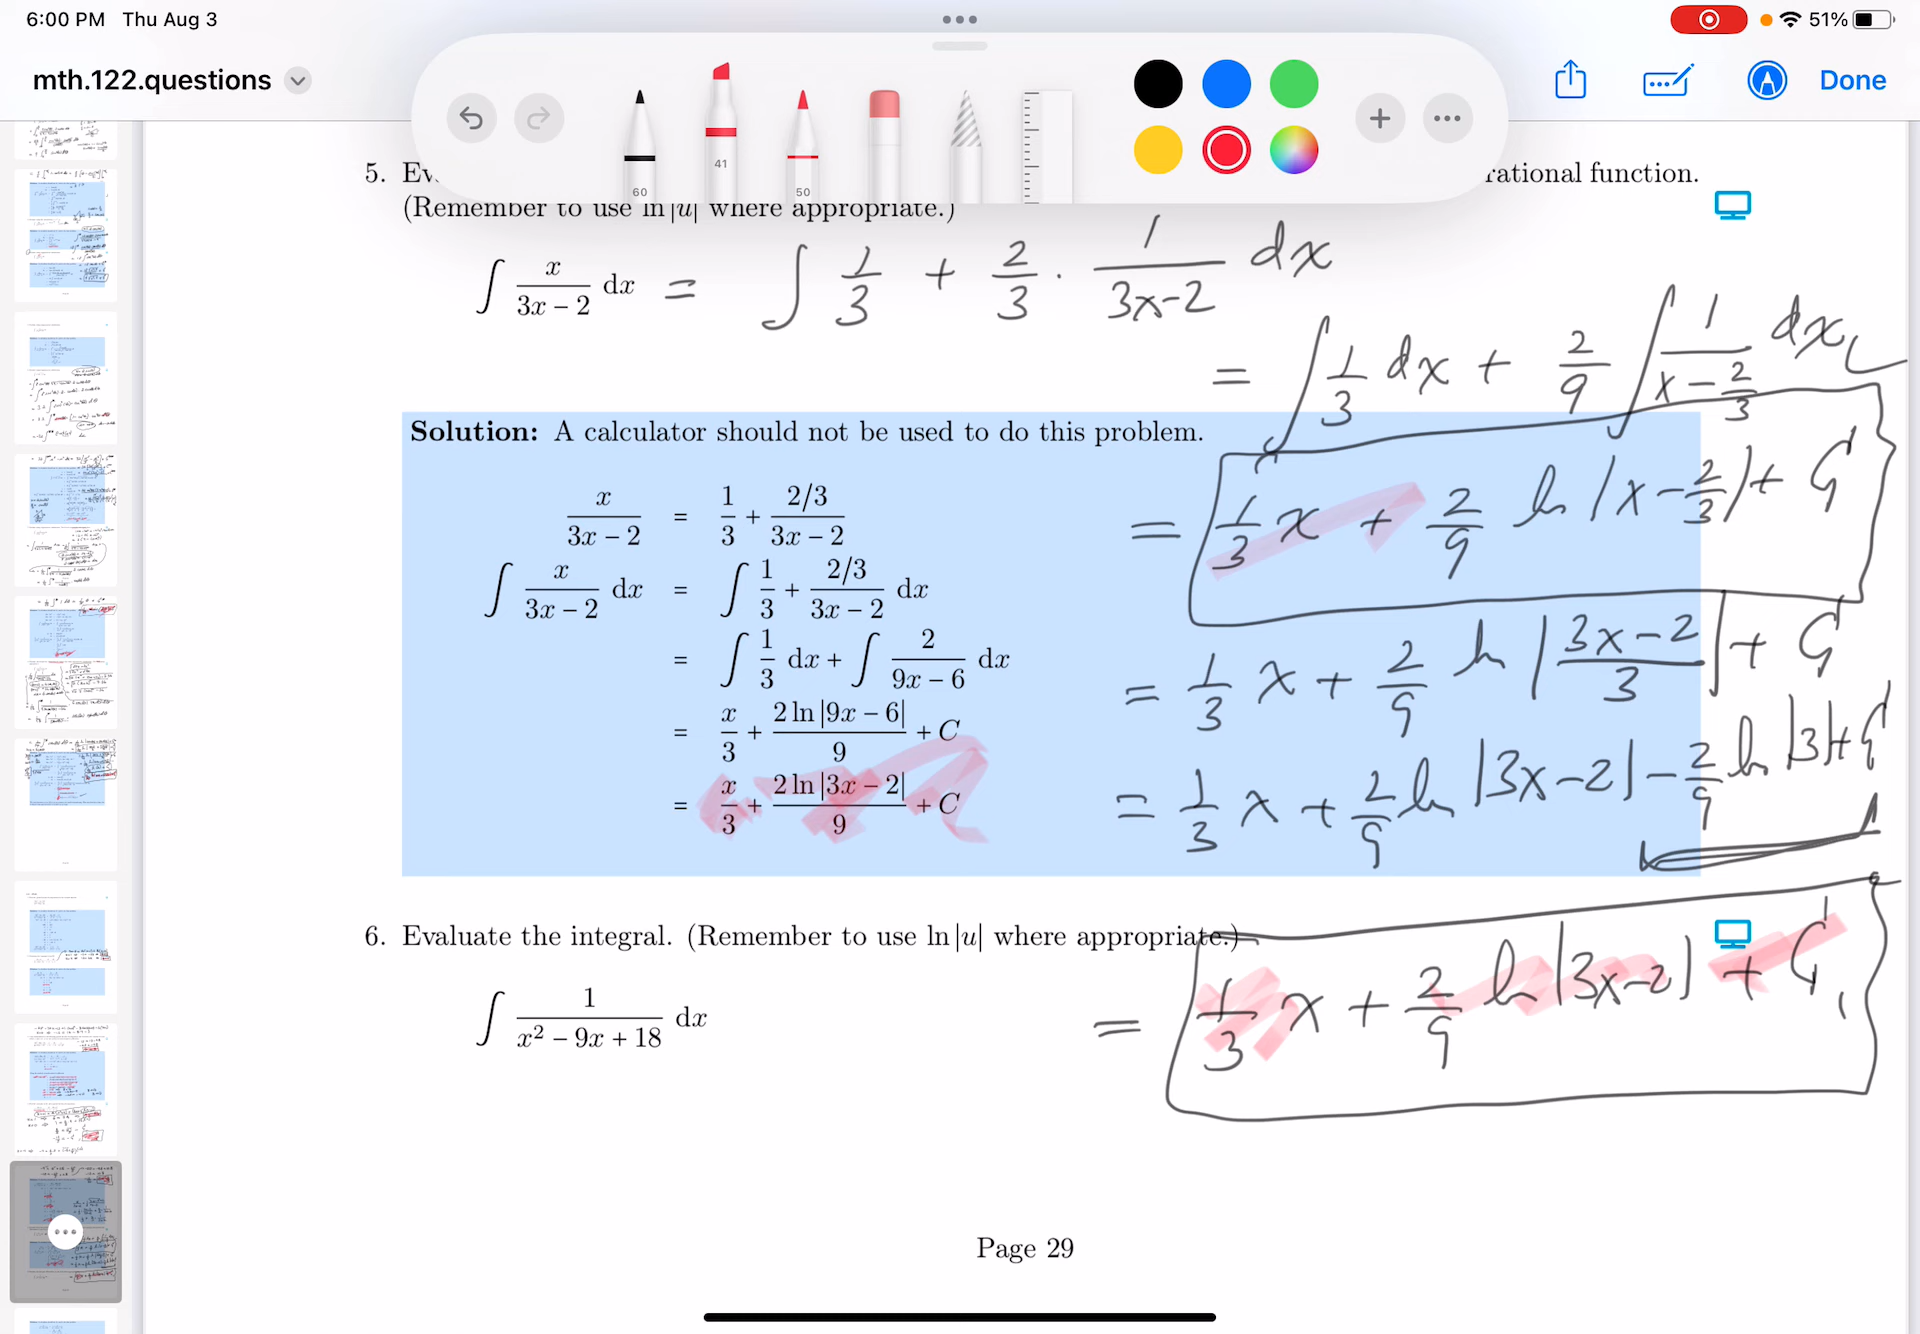 6:00 PM Thu Aug 3
51%
mth.122.questions
Done
60
41
50
5. Ev
rational function.
(Remember to use ln |u| where appropriate.)
∫ x/(3x − 2) dx = ∫ 1/3 + 2/3 · 1/(3x-2) dx
= ∫ 1/3 dx + 2/9 ∫ 1/(x - 2/3) dx
Solution: A calculator should not be used to do this problem.
x/(3x − 2) = 1/3 + (2/3)/(3x − 2)
∫ x/(3x − 2) dx = ∫ 1/3 + (2/3)/(3x − 2) dx
= ∫ 1/3 dx + ∫ 2/(9x − 6) dx
= x/3 + 2 ln |9x − 6|/9 + C
= x/3 + 2 ln |3x − 2|/9 + C
= 1/3 x + 2/9 ln |x - 2/3| + C
= 1/3 x + 2/9 ln |(3x-2)/3| + C
= 1/3 x + 2/9 ln |3x-2| - 2/9 ln |3| + C
6. Evaluate the integral. (Remember to use ln |u| where appropriate.)
∫ 1/(x² − 9x + 18) dx
= 1/3 x + 2/9 ln |3x-2| + C
Page 29